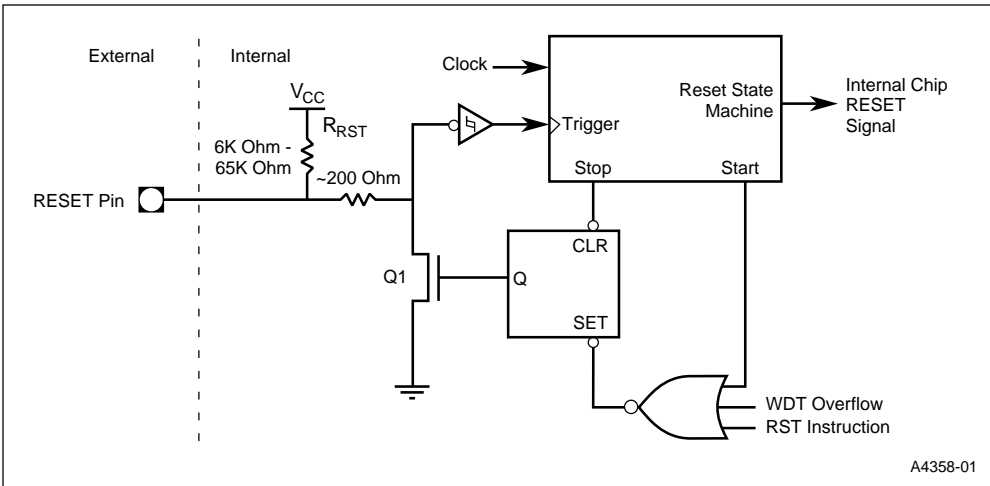 External
Internal
VCC
RRST
6K Ohm -
65K Ohm
~200 Ohm
RESET Pin
Clock
Trigger
Reset State
Machine
Stop
Start
Internal Chip
RESET
Signal
CLR
Q1
Q
SET
WDT Overflow
RST Instruction
A4358-01